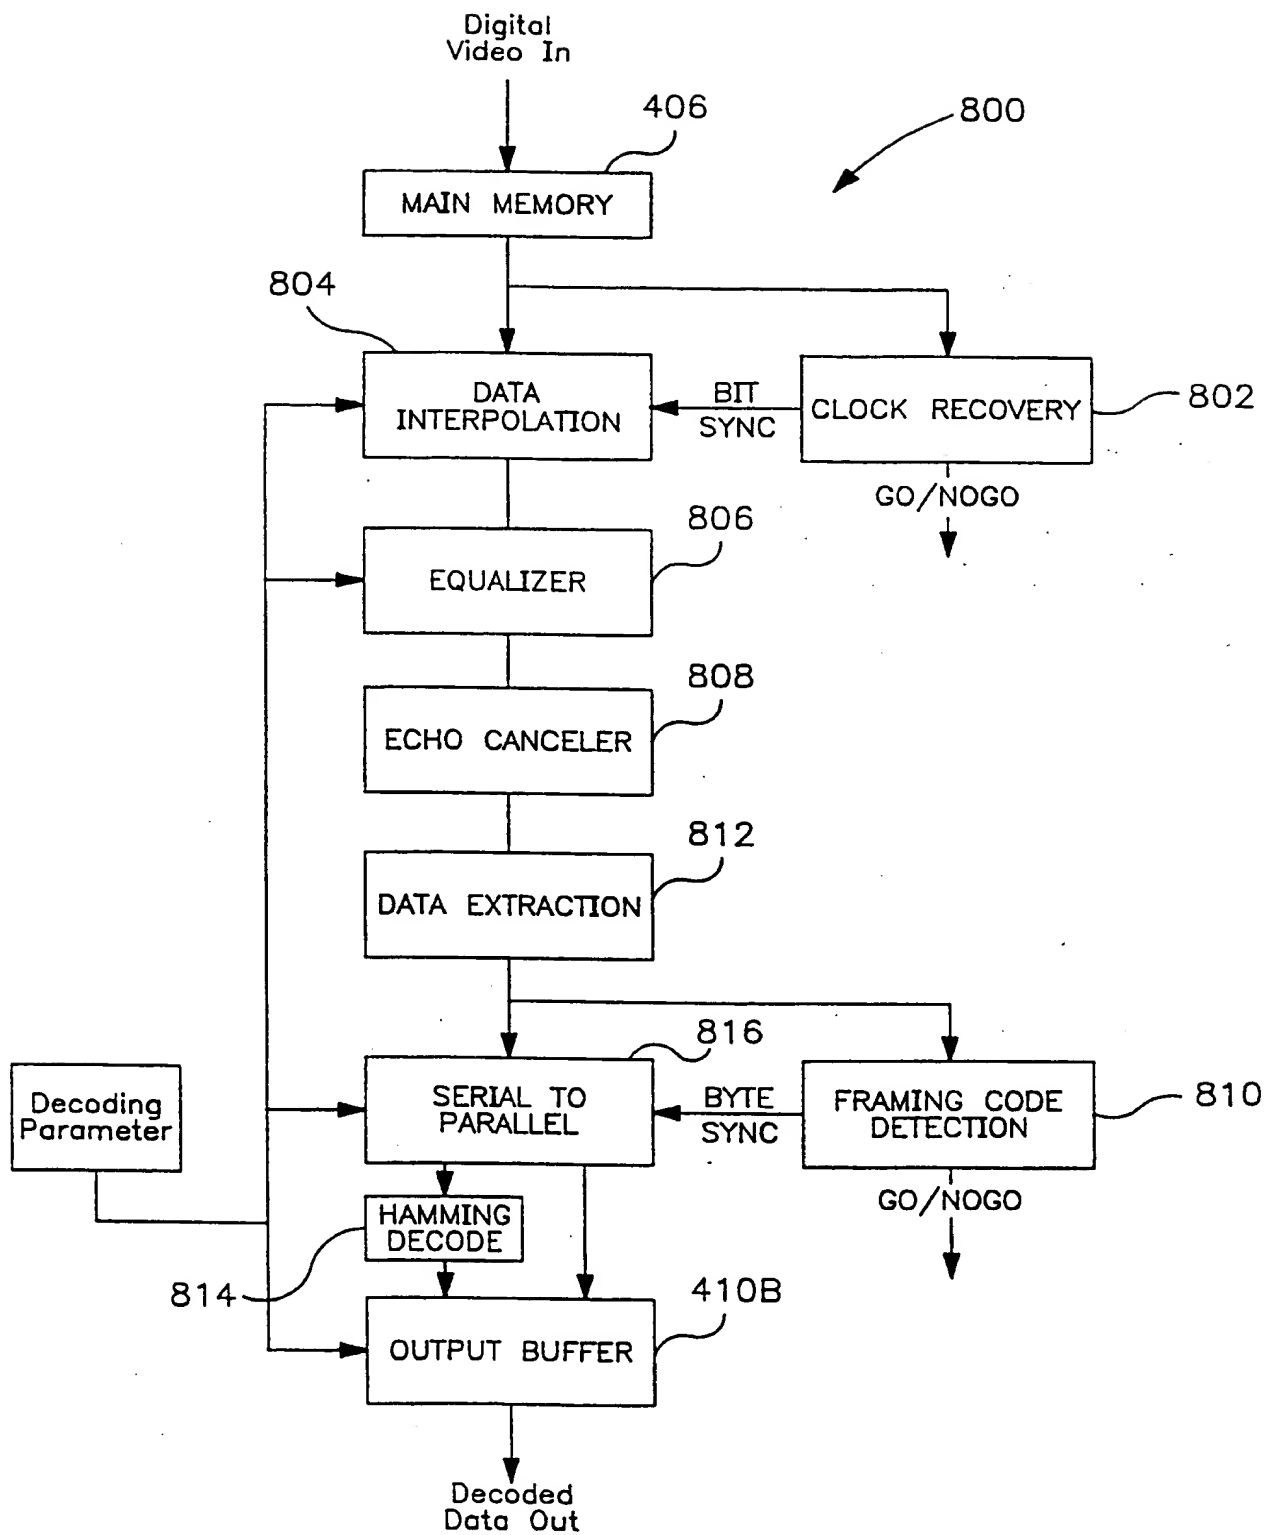 Digital
Video In
406
800
MAIN MEMORY
804
DATA
INTERPOLATION
BIT
SYNC
CLOCK RECOVERY
802
GO/NOGO
806
EQUALIZER
808
ECHO CANCELER
812
DATA EXTRACTION
816
SERIAL TO
PARALLEL
BYTE
SYNC
FRAMING CODE
DETECTION
810
Decoding
Parameter
GO/NOGO
HAMMING
DECODE
814
410B
OUTPUT BUFFER
Decoded
Data Out